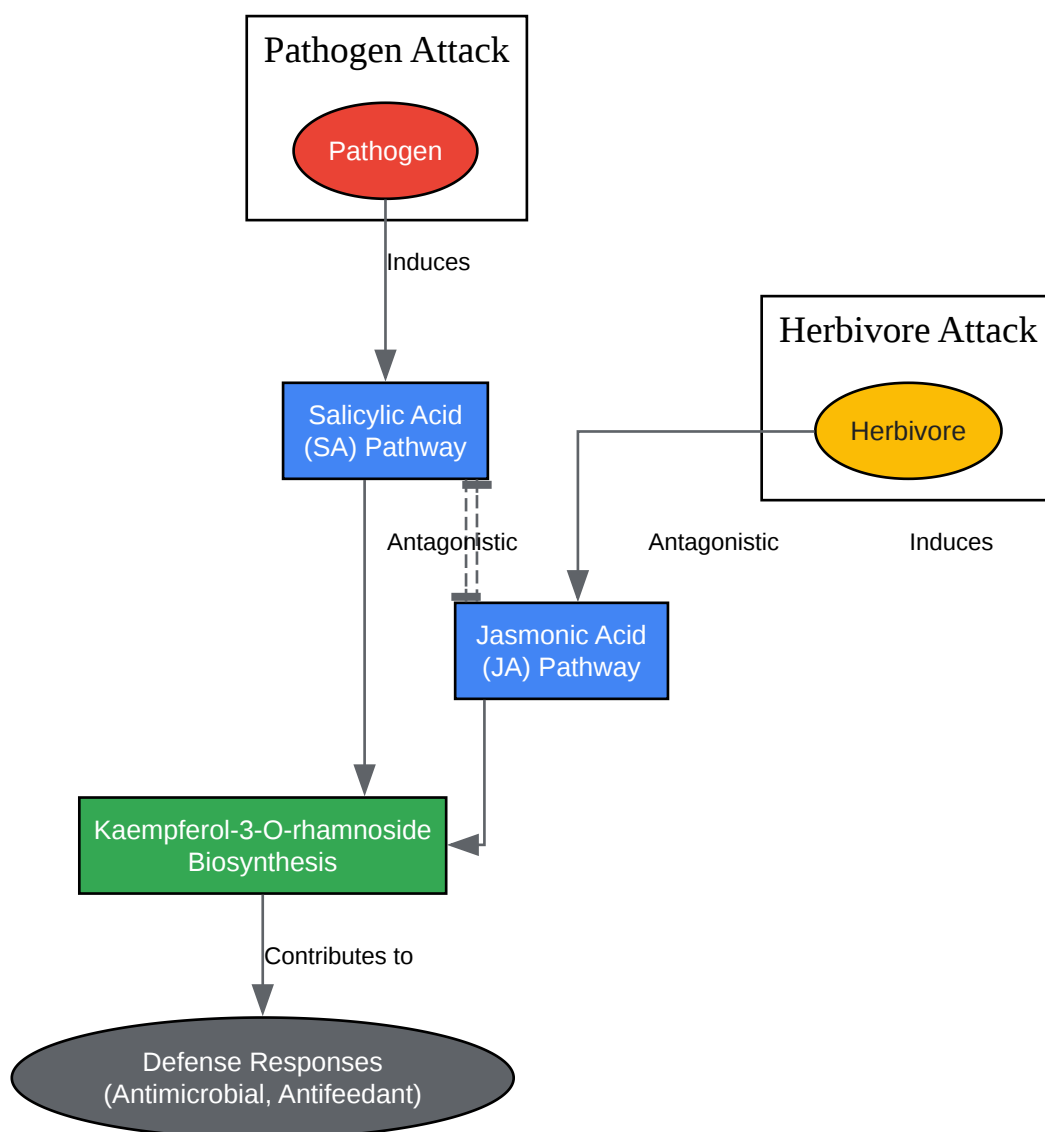 Pathogen Attack
Pathogen
Induces
Herbivore Attack
Herbivore
Salicylic Acid
(SA) Pathway
Antagonistic
Antagonistic
Induces
Jasmonic Acid
(JA) Pathway
Kaempferol-3-O-rhamnoside
Biosynthesis
Contributes to
Defense Responses
(Antimicrobial, Antifeedant)